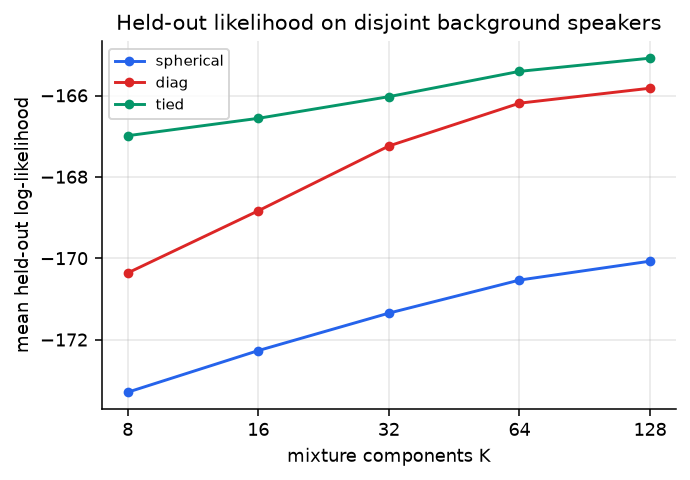 Held-out likelihood on disjoint background speakers
spherical
diag
tied
mean held-out log-likelihood
−166
−168
−170
−172
8 16 32 64 128
mixture components K